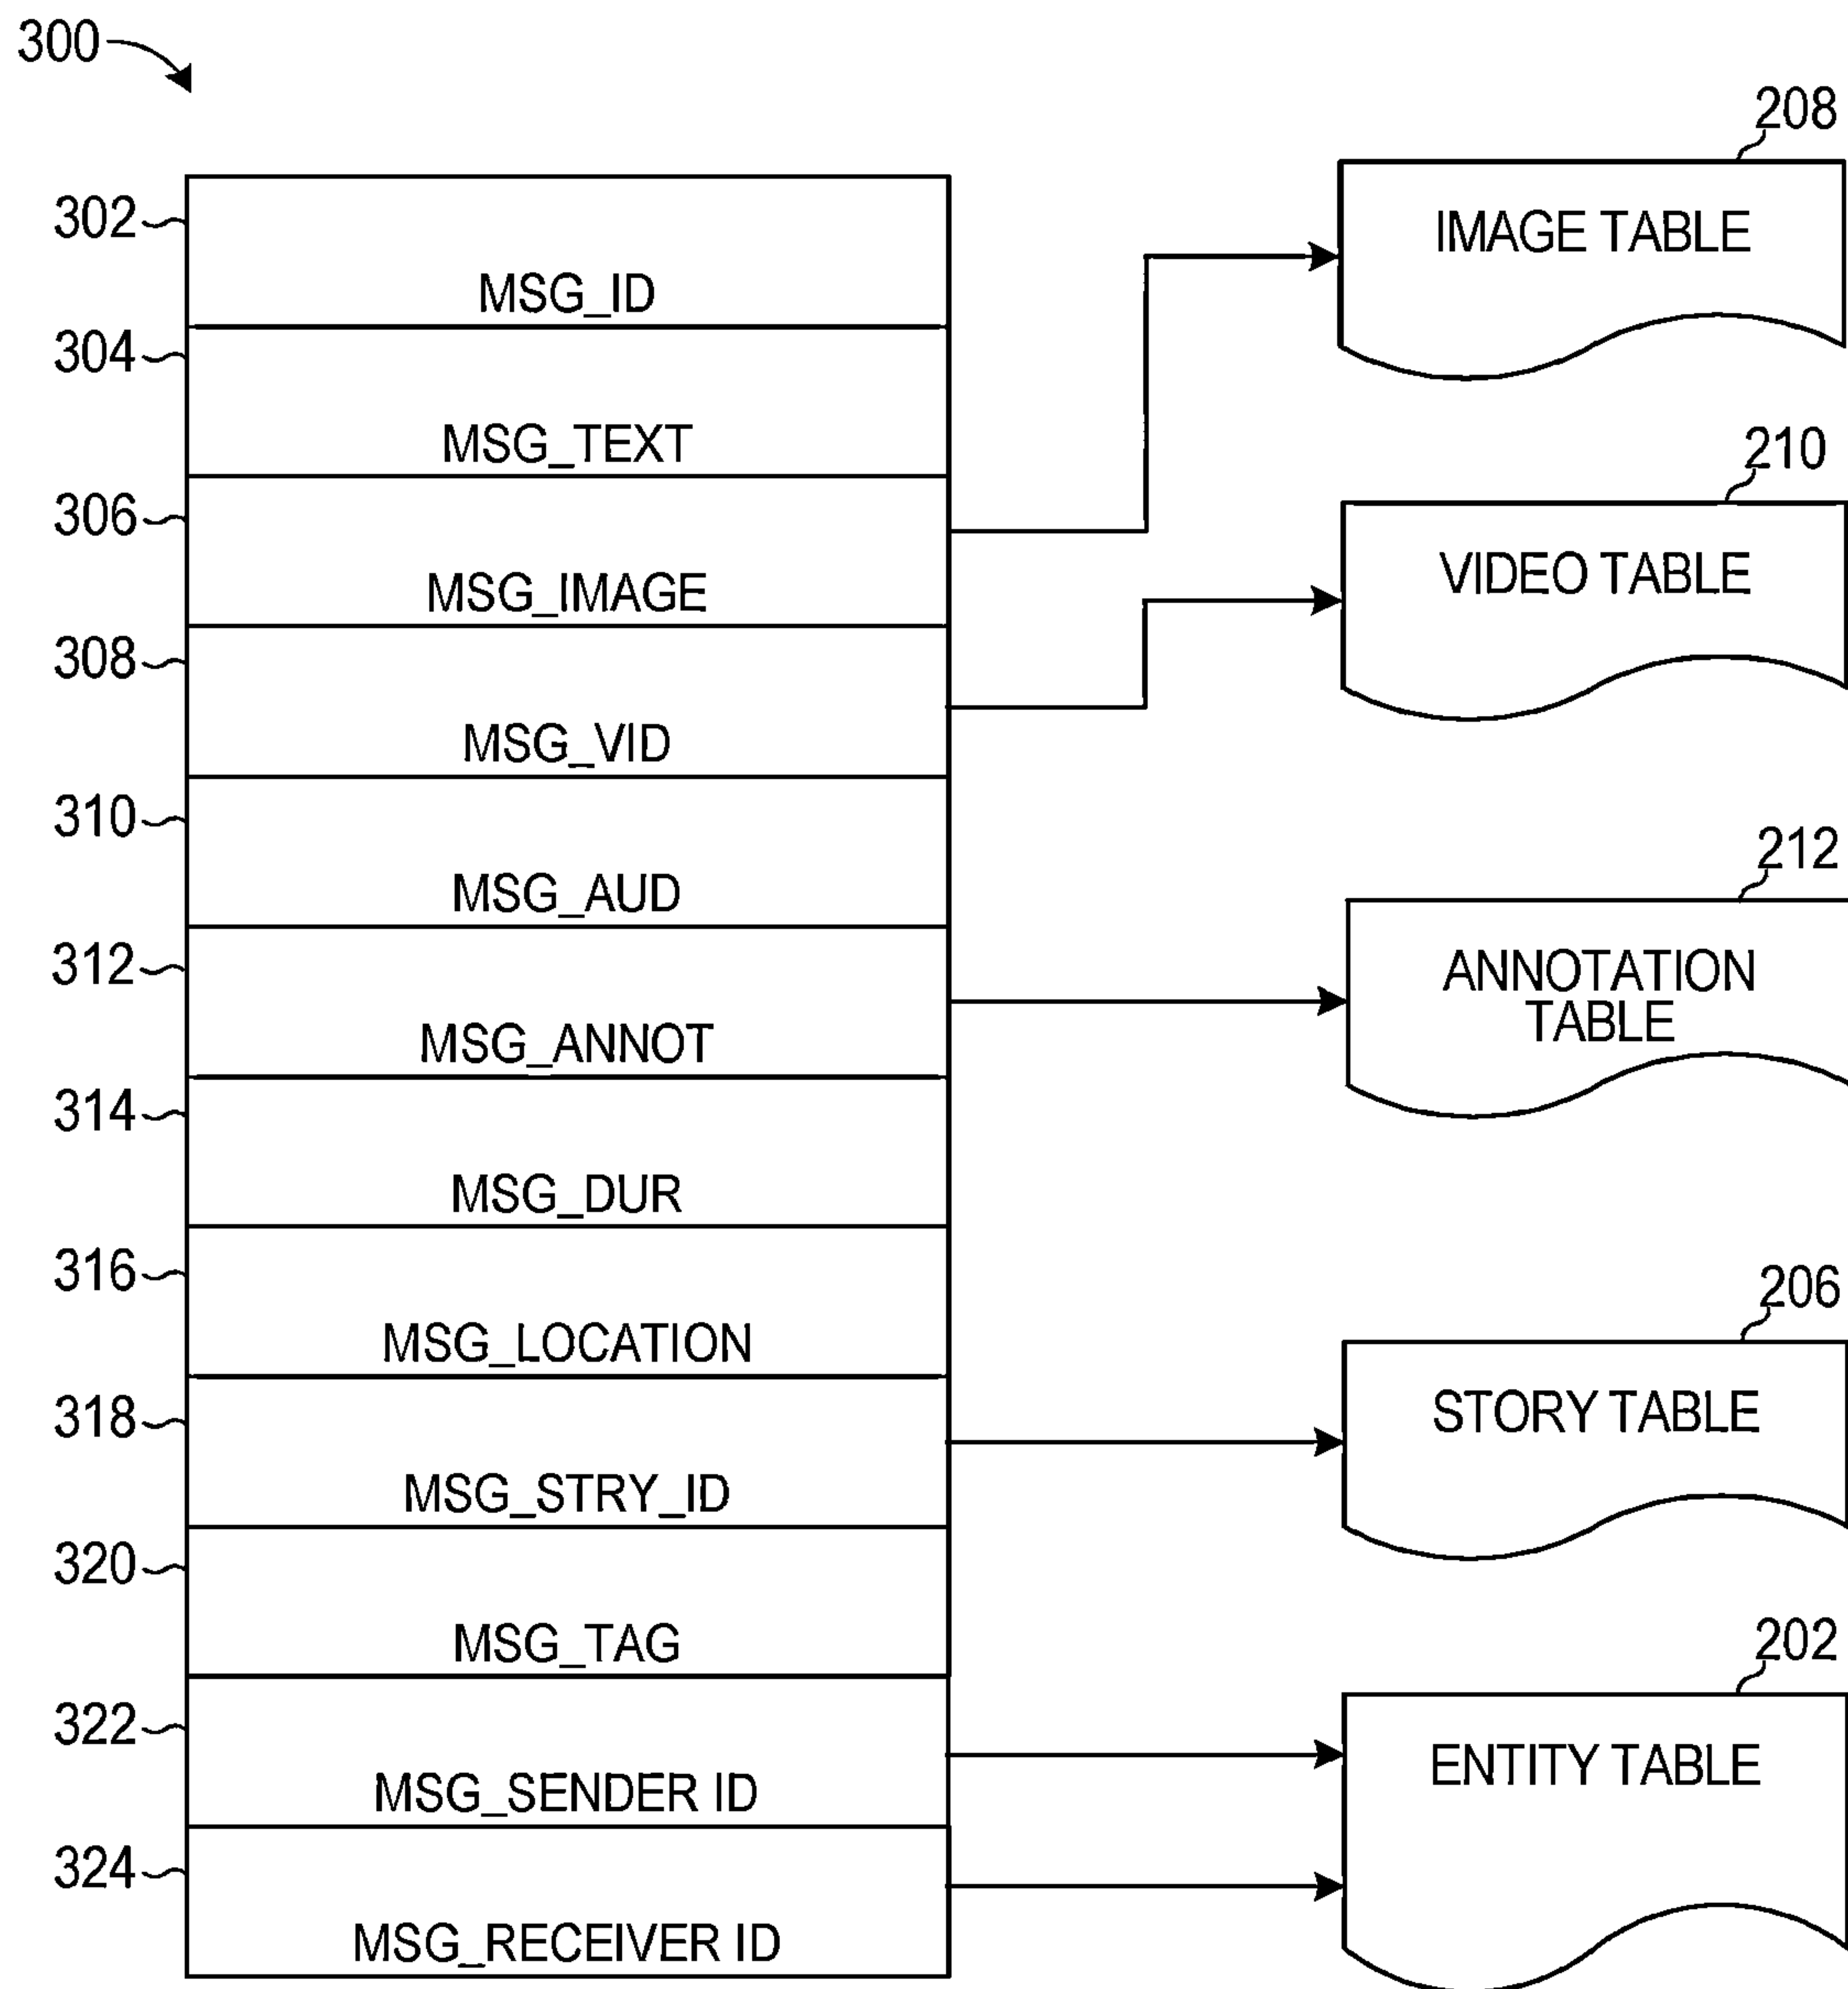 300
208
302
IMAGE TABLE
MSG_ID
304
MSG_TEXT
210
306
VIDEO TABLE
MSG_IMAGE
308
MSG_VID
310
212
MSG_AUD
312
ANNOTATION
TABLE
MSG_ANNOT
314
MSG_DUR
316
206
MSG_LOCATION
318
STORY TABLE
MSG_STRY_ID
320
MSG_TAG
202
322
ENTITY TABLE
MSG_SENDER ID
324
MSG_RECEIVER ID